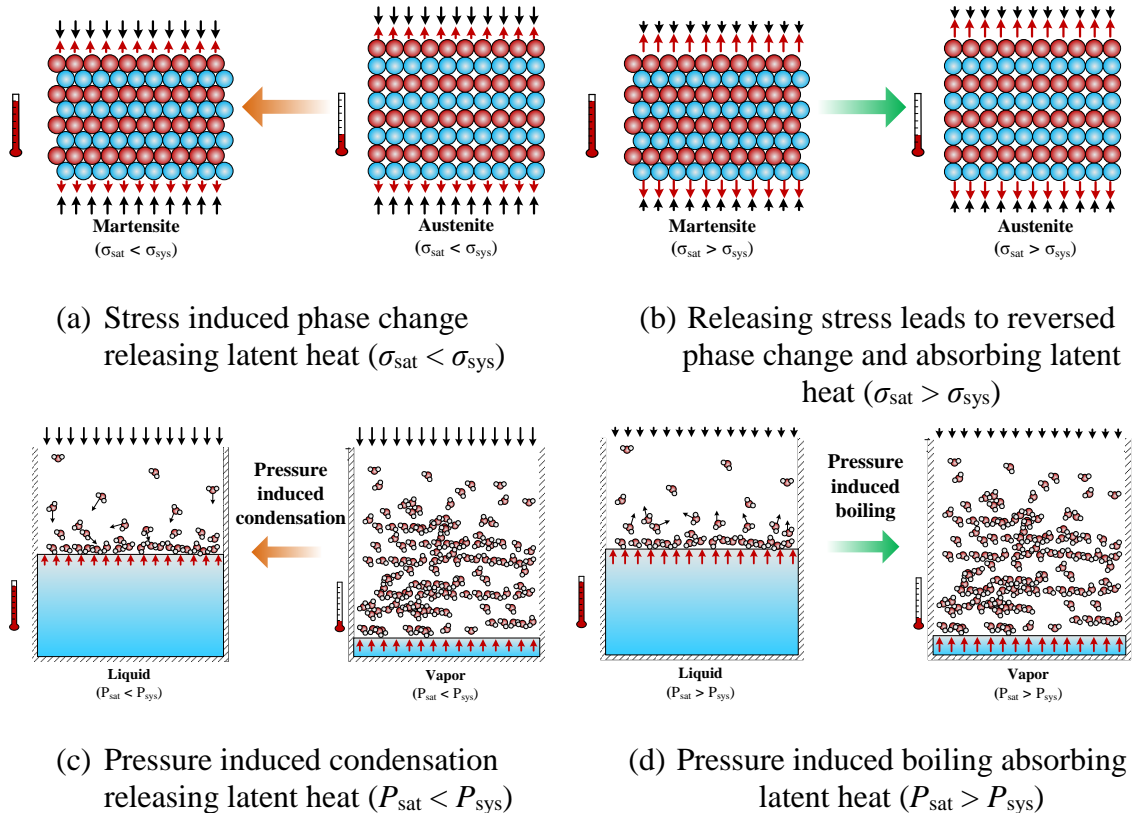 Martensite
(σsat < σsys)
Austenite
(σsat < σsys)
Martensite
(σsat > σsys)
Austenite
(σsat > σsys)
(a) Stress induced phase change
releasing latent heat (σsat < σsys)
(b) Releasing stress leads to reversed
phase change and absorbing latent
heat (σsat > σsys)
Pressure
induced
condensation
Pressure
induced
boiling
Liquid
(Psat < Psys)
Vapor
(Psat < Psys)
Liquid
(Psat > Psys)
Vapor
(Psat > Psys)
(c) Pressure induced condensation
releasing latent heat (Psat < Psys)
(d) Pressure induced boiling absorbing
latent heat (Psat > Psys)